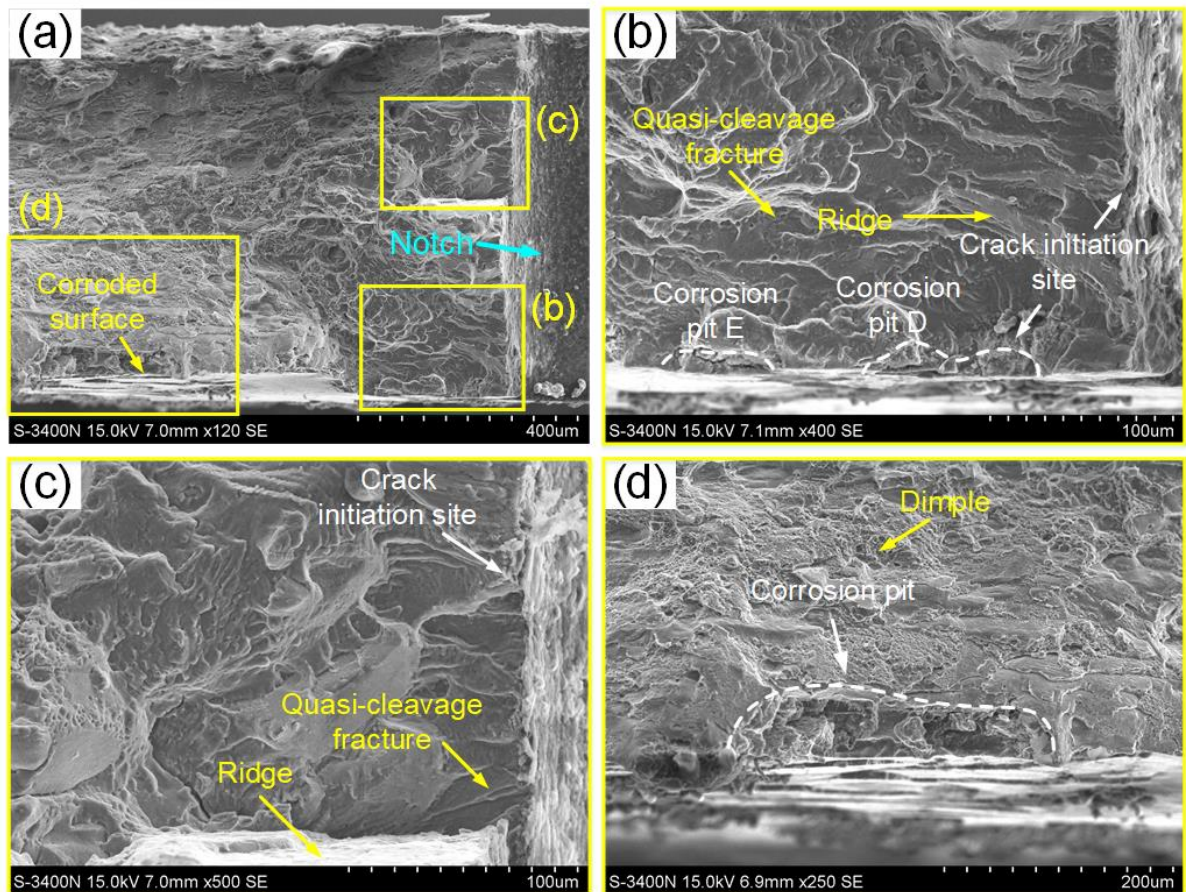 (a)
(c)
(d)
Notch
Corroded
surface
(b)
S-3400N 15.0kV 7.0mm x120 SE
400um
(b)
Quasi-cleavage
fracture
Ridge
Crack initiation
site
Corrosion
pit E
Corrosion
pit D
S-3400N 15.0kV 7.1mm x400 SE
100um
(c)
Crack
initiation site
Quasi-cleavage
fracture
Ridge
S-3400N 15.0kV 7.0mm x500 SE
100um
(d)
Dimple
Corrosion pit
S-3400N 15.0kV 6.9mm x250 SE
200um